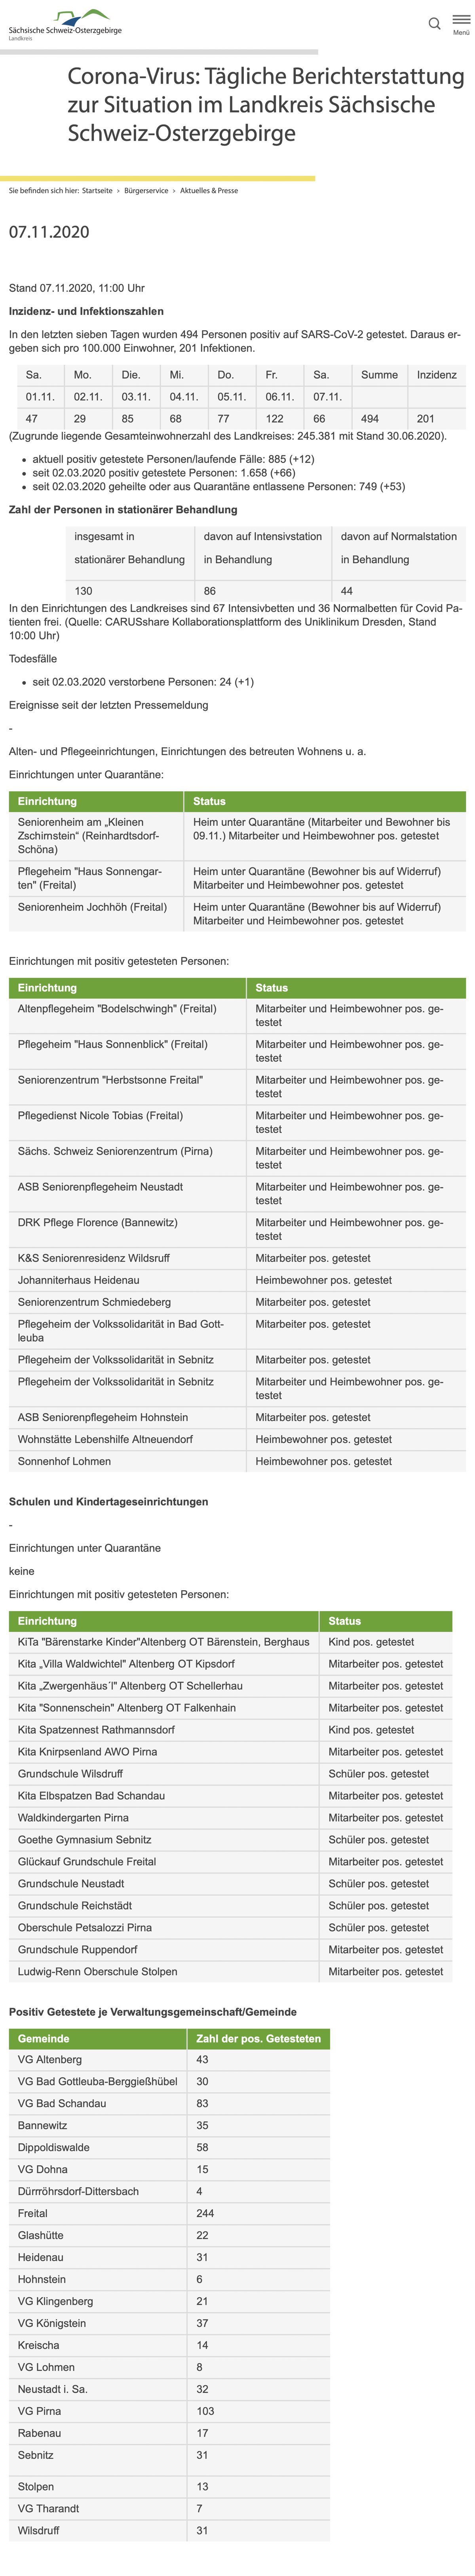 Sächsische Schweiz-Osterzgebirge
Landkreis
Menü
Corona-Virus: Tägliche Berichterstattung
zur Situation im Landkreis Sächsische
Schweiz-Osterzgebirge
Sie befinden sich hier: Startseite › Bürgerservice › Aktuelles & Presse
07.11.2020
Stand 07.11.2020, 11:00 Uhr
Inzidenz- und Infektionszahlen
In den letzten sieben Tagen wurden 494 Personen positiv auf SARS-CoV-2 getestet. Daraus er-
geben sich pro 100.000 Einwohner, 201 Infektionen.
Sa. Mo. Die. Mi. Do. Fr. Sa. Summe Inzidenz
01.11. 02.11. 03.11. 04.11. 05.11. 06.11. 07.11.
47 29 85 68 77 122 66 494 201
(Zugrunde liegende Gesamteinwohnerzahl des Landkreises: 245.381 mit Stand 30.06.2020).
• aktuell positiv getestete Personen/laufende Fälle: 885 (+12)
• seit 02.03.2020 positiv getestete Personen: 1.658 (+66)
• seit 02.03.2020 geheilte oder aus Quarantäne entlassene Personen: 749 (+53)
Zahl der Personen in stationärer Behandlung
insgesamt in davon auf Intensivstation davon auf Normalstation
stationärer Behandlung in Behandlung in Behandlung
130 86 44
In den Einrichtungen des Landkreises sind 67 Intensivbetten und 36 Normalbetten für Covid Pa-
tienten frei. (Quelle: CARUSshare Kollaborationsplattform des Uniklinikum Dresden, Stand
10:00 Uhr)
Todesfälle
• seit 02.03.2020 verstorbene Personen: 24 (+1)
Ereignisse seit der letzten Pressemeldung
-
Alten- und Pflegeeinrichtungen, Einrichtungen des betreuten Wohnens u. a.
Einrichtungen unter Quarantäne:
Einrichtung Status
Seniorenheim am „Kleinen Heim unter Quarantäne (Mitarbeiter und Bewohner bis
Zschirnstein“ (Reinhardtsdorf- 09.11.) Mitarbeiter und Heimbewohner pos. getestet
Schöna)
Pflegeheim "Haus Sonnengar- Heim unter Quarantäne (Bewohner bis auf Widerruf)
ten" (Freital) Mitarbeiter und Heimbewohner pos. getestet
Seniorenheim Jochhöh (Freital) Heim unter Quarantäne (Bewohner bis auf Widerruf)
Mitarbeiter und Heimbewohner pos. getestet
Einrichtungen mit positiv getesteten Personen:
Einrichtung Status
Altenpflegeheim "Bodelschwingh" (Freital) Mitarbeiter und Heimbewohner pos. ge-
testet
Pflegeheim "Haus Sonnenblick" (Freital) Mitarbeiter und Heimbewohner pos. ge-
testet
Seniorenzentrum "Herbstsonne Freital" Mitarbeiter und Heimbewohner pos. ge-
testet
Pflegedienst Nicole Tobias (Freital) Mitarbeiter und Heimbewohner pos. ge-
testet
Sächs. Schweiz Seniorenzentrum (Pirna) Mitarbeiter und Heimbewohner pos. ge-
testet
ASB Seniorenpflegeheim Neustadt Mitarbeiter und Heimbewohner pos. ge-
testet
DRK Pflege Florence (Bannewitz) Mitarbeiter und Heimbewohner pos. ge-
testet
K&S Seniorenresidenz Wildsruff Mitarbeiter pos. getestet
Johanniterhaus Heidenau Heimbewohner pos. getestet
Seniorenzentrum Schmiedeberg Mitarbeiter pos. getestet
Pflegeheim der Volkssolidarität in Bad Gott- Mitarbeiter pos. getestet
leuba
Pflegeheim der Volkssolidarität in Sebnitz Mitarbeiter pos. getestet
Pflegeheim der Volkssolidarität in Sebnitz Mitarbeiter und Heimbewohner pos. ge-
testet
ASB Seniorenpflegeheim Hohnstein Mitarbeiter pos. getestet
Wohnstätte Lebenshilfe Altneuendorf Heimbewohner pos. getestet
Sonnenhof Lohmen Heimbewohner pos. getestet
Schulen und Kindertageseinrichtungen
-
Einrichtungen unter Quarantäne
keine
Einrichtungen mit positiv getesteten Personen:
Einrichtung Status
KiTa "Bärenstarke Kinder"Altenberg OT Bärenstein, Berghaus Kind pos. getestet
Kita „Villa Waldwichtel" Altenberg OT Kipsdorf Mitarbeiter pos. getestet
Kita „Zwergenhäus´l" Altenberg OT Schellerhau Mitarbeiter pos. getestet
Kita "Sonnenschein" Altenberg OT Falkenhain Mitarbeiter pos. getestet
Kita Spatzennest Rathmannsdorf Kind pos. getestet
Kita Knirpsenland AWO Pirna Mitarbeiter pos. getestet
Grundschule Wilsdruff Schüler pos. getestet
Kita Elbspatzen Bad Schandau Mitarbeiter pos. getestet
Waldkindergarten Pirna Mitarbeiter pos. getestet
Goethe Gymnasium Sebnitz Schüler pos. getestet
Glückauf Grundschule Freital Mitarbeiter pos. getestet
Grundschule Neustadt Schüler pos. getestet
Grundschule Reichstädt Schüler pos. getestet
Oberschule Petsalozzi Pirna Schüler pos. getestet
Grundschule Ruppendorf Mitarbeiter pos. getestet
Ludwig-Renn Oberschule Stolpen Mitarbeiter pos. getestet
Positiv Getestete je Verwaltungsgemeinschaft/Gemeinde
Gemeinde Zahl der pos. Getesteten
VG Altenberg 43
VG Bad Gottleuba-Berggießhübel 30
VG Bad Schandau 83
Bannewitz 35
Dippoldiswalde 58
VG Dohna 15
Dürrröhrsdorf-Dittersbach 4
Freital 244
Glashütte 22
Heidenau 31
Hohnstein 6
VG Klingenberg 21
VG Königstein 37
Kreischa 14
VG Lohmen 8
Neustadt i. Sa. 32
VG Pirna 103
Rabenau 17
Sebnitz 31
Stolpen 13
VG Tharandt 7
Wilsdruff 31